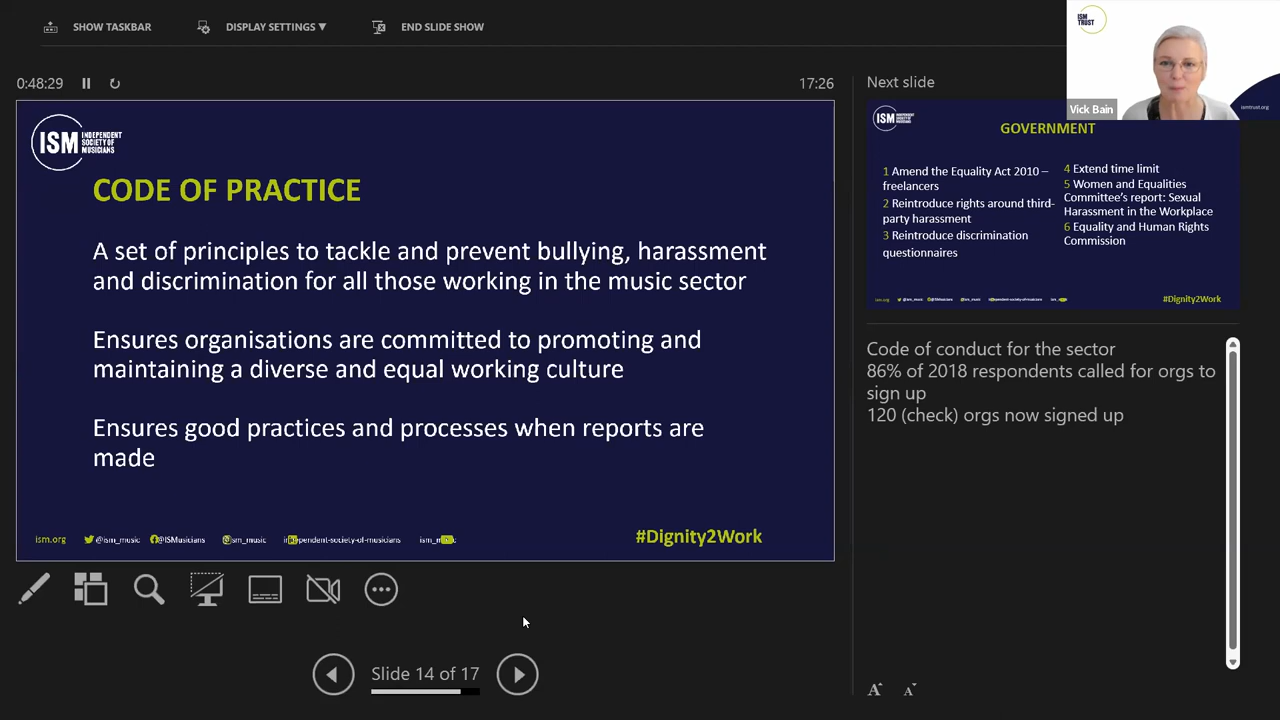 SHOW TASKBAR
DISPLAY SETTINGS ▼
END SLIDE SHOW
ISM
TRUST
0:48:29
17:26
Next slide
Vick Bain
ismtrust.org
ISM INDEPENDENT
SOCIETY OF
MUSICIANS
CODE OF PRACTICE
A set of principles to tackle and prevent bullying, harassment
and discrimination for all those working in the music sector
Ensures organisations are committed to promoting and
maintaining a diverse and equal working culture
Ensures good practices and processes when reports are
made
ism.org @ism_music @ISMusicians
#Dignity2Work
ISM
GOVERNMENT
1 Amend the Equality Act 2010 –
freelancers
2 Reintroduce rights around third-
party harassment
3 Reintroduce discrimination
questionnaires
4 Extend time limit
5 Women and Equalities
Committee's report: Sexual
Harassment in the Workplace
6 Equality and Human Rights
Commission
#Dignity2Work
Code of conduct for the sector
86% of 2018 respondents called for orgs to
sign up
120 (check) orgs now signed up
Slide 14 of 17
A A